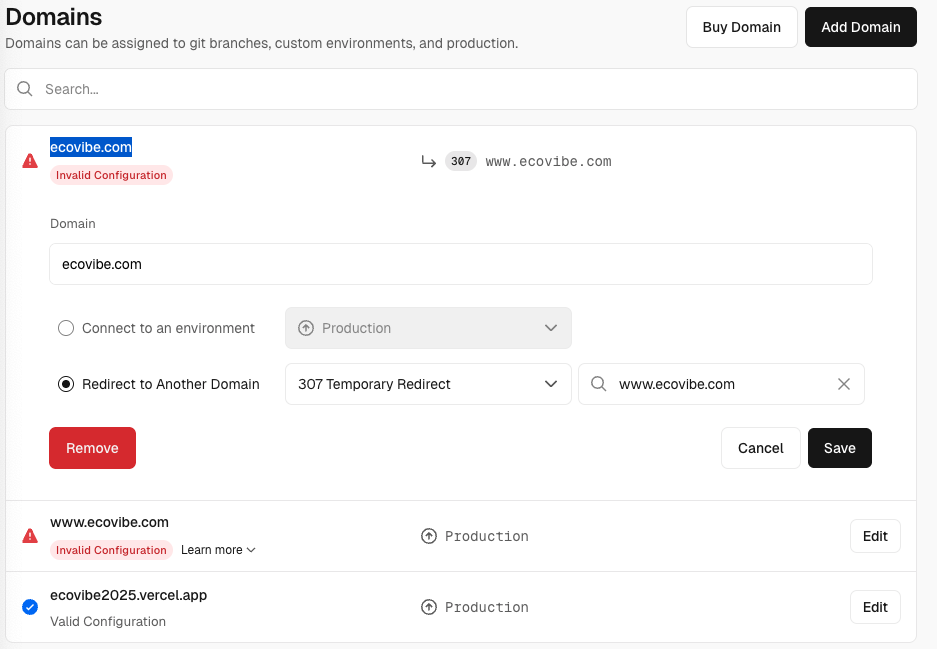 Domains
Buy Domain
Add Domain
Domains can be assigned to git branches, custom environments, and production.
Search...
ecovibe.com
Invalid Configuration
307 www.ecovibe.com
Domain
ecovibe.com
Connect to an environment
Production
Redirect to Another Domain
307 Temporary Redirect
www.ecovibe.com
Remove
Cancel
Save
www.ecovibe.com
Invalid Configuration Learn more
Production
Edit
ecovibe2025.vercel.app
Valid Configuration
Production
Edit